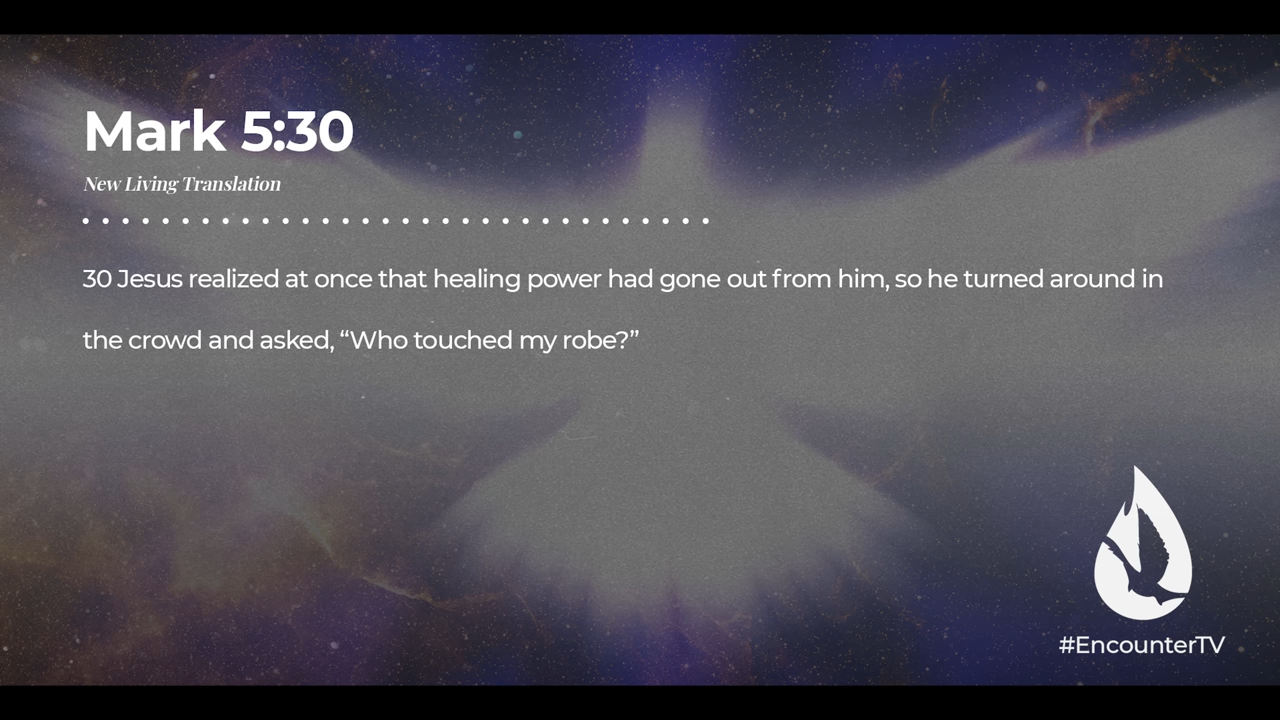 Mark 5:30
New Living Translation
30 Jesus realized at once that healing power had gone out from him, so he turned around in
the crowd and asked, “Who touched my robe?”
#EncounterTV